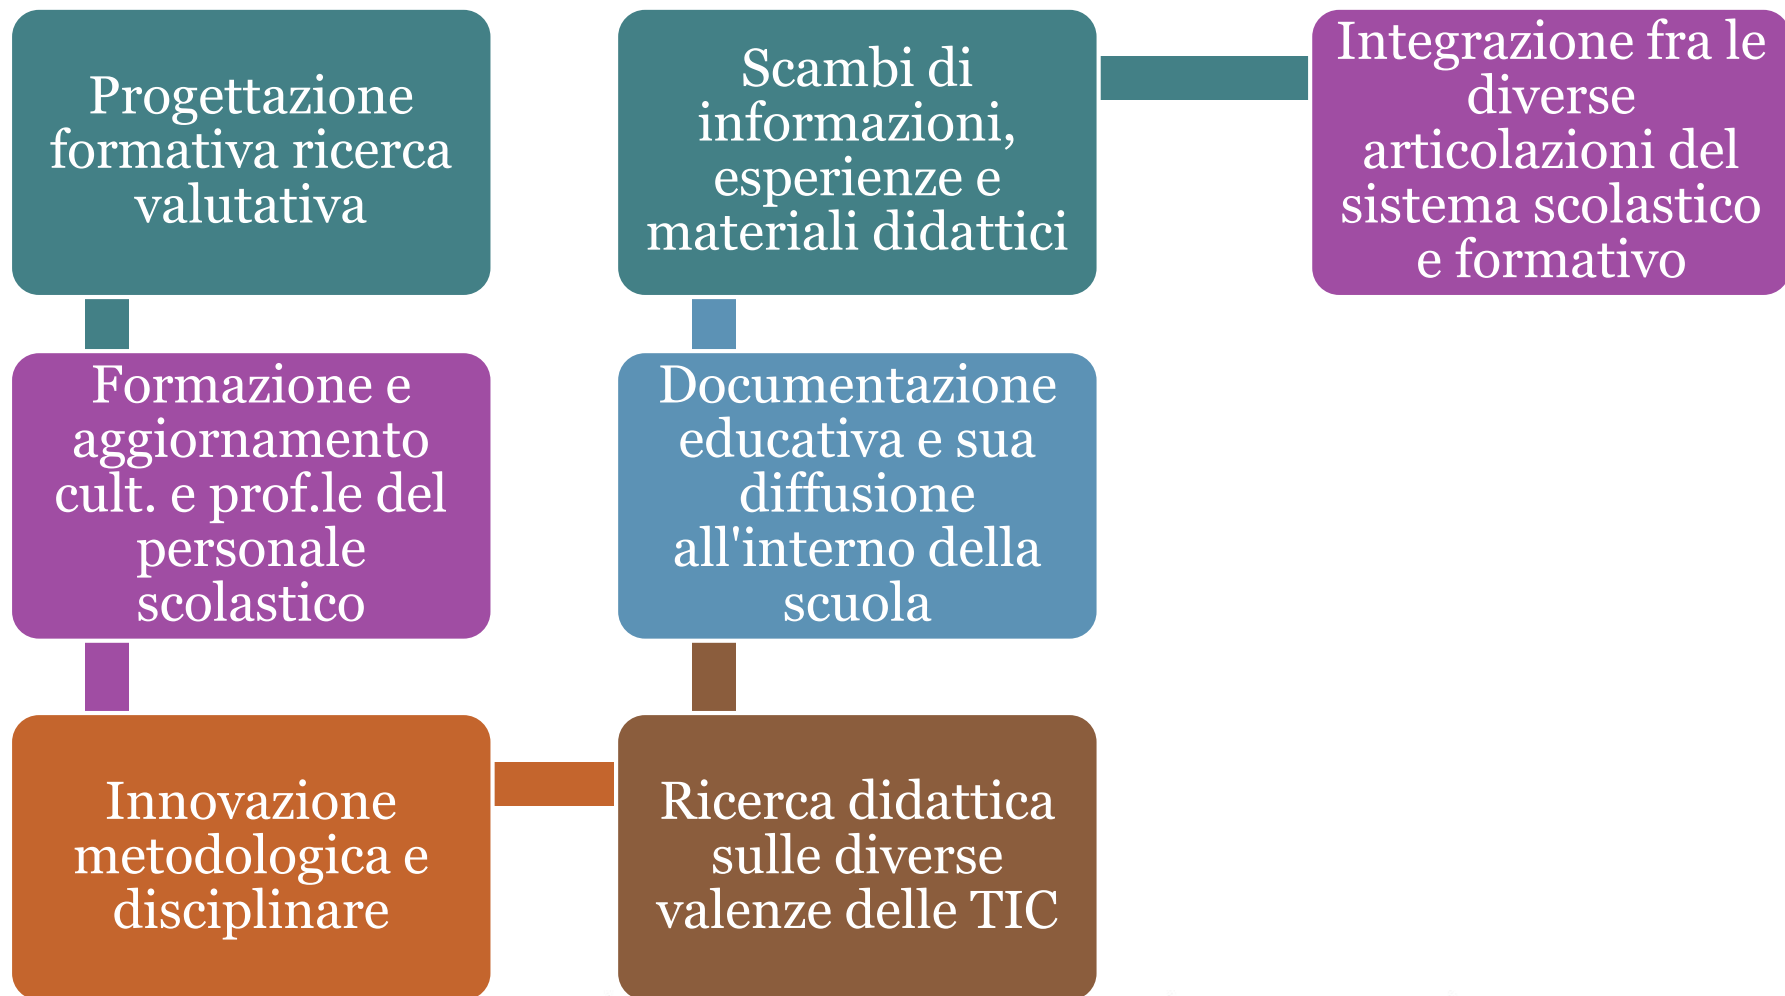 Progettazione
formativa ricerca
valutativa
Formazione e
aggiornamento
cult. e prof.le del
personale
scolastico
Innovazione
metodologica e
disciplinare
Ricerca didattica
sulle diverse
valenze delle TIC
Documentazione
educativa e sua
diffusione
all'interno della
scuola
Scambi di
informazioni,
esperienze e
materiali didattici
Integrazione fra le
diverse
articolazioni del
sistema scolastico
e formativo